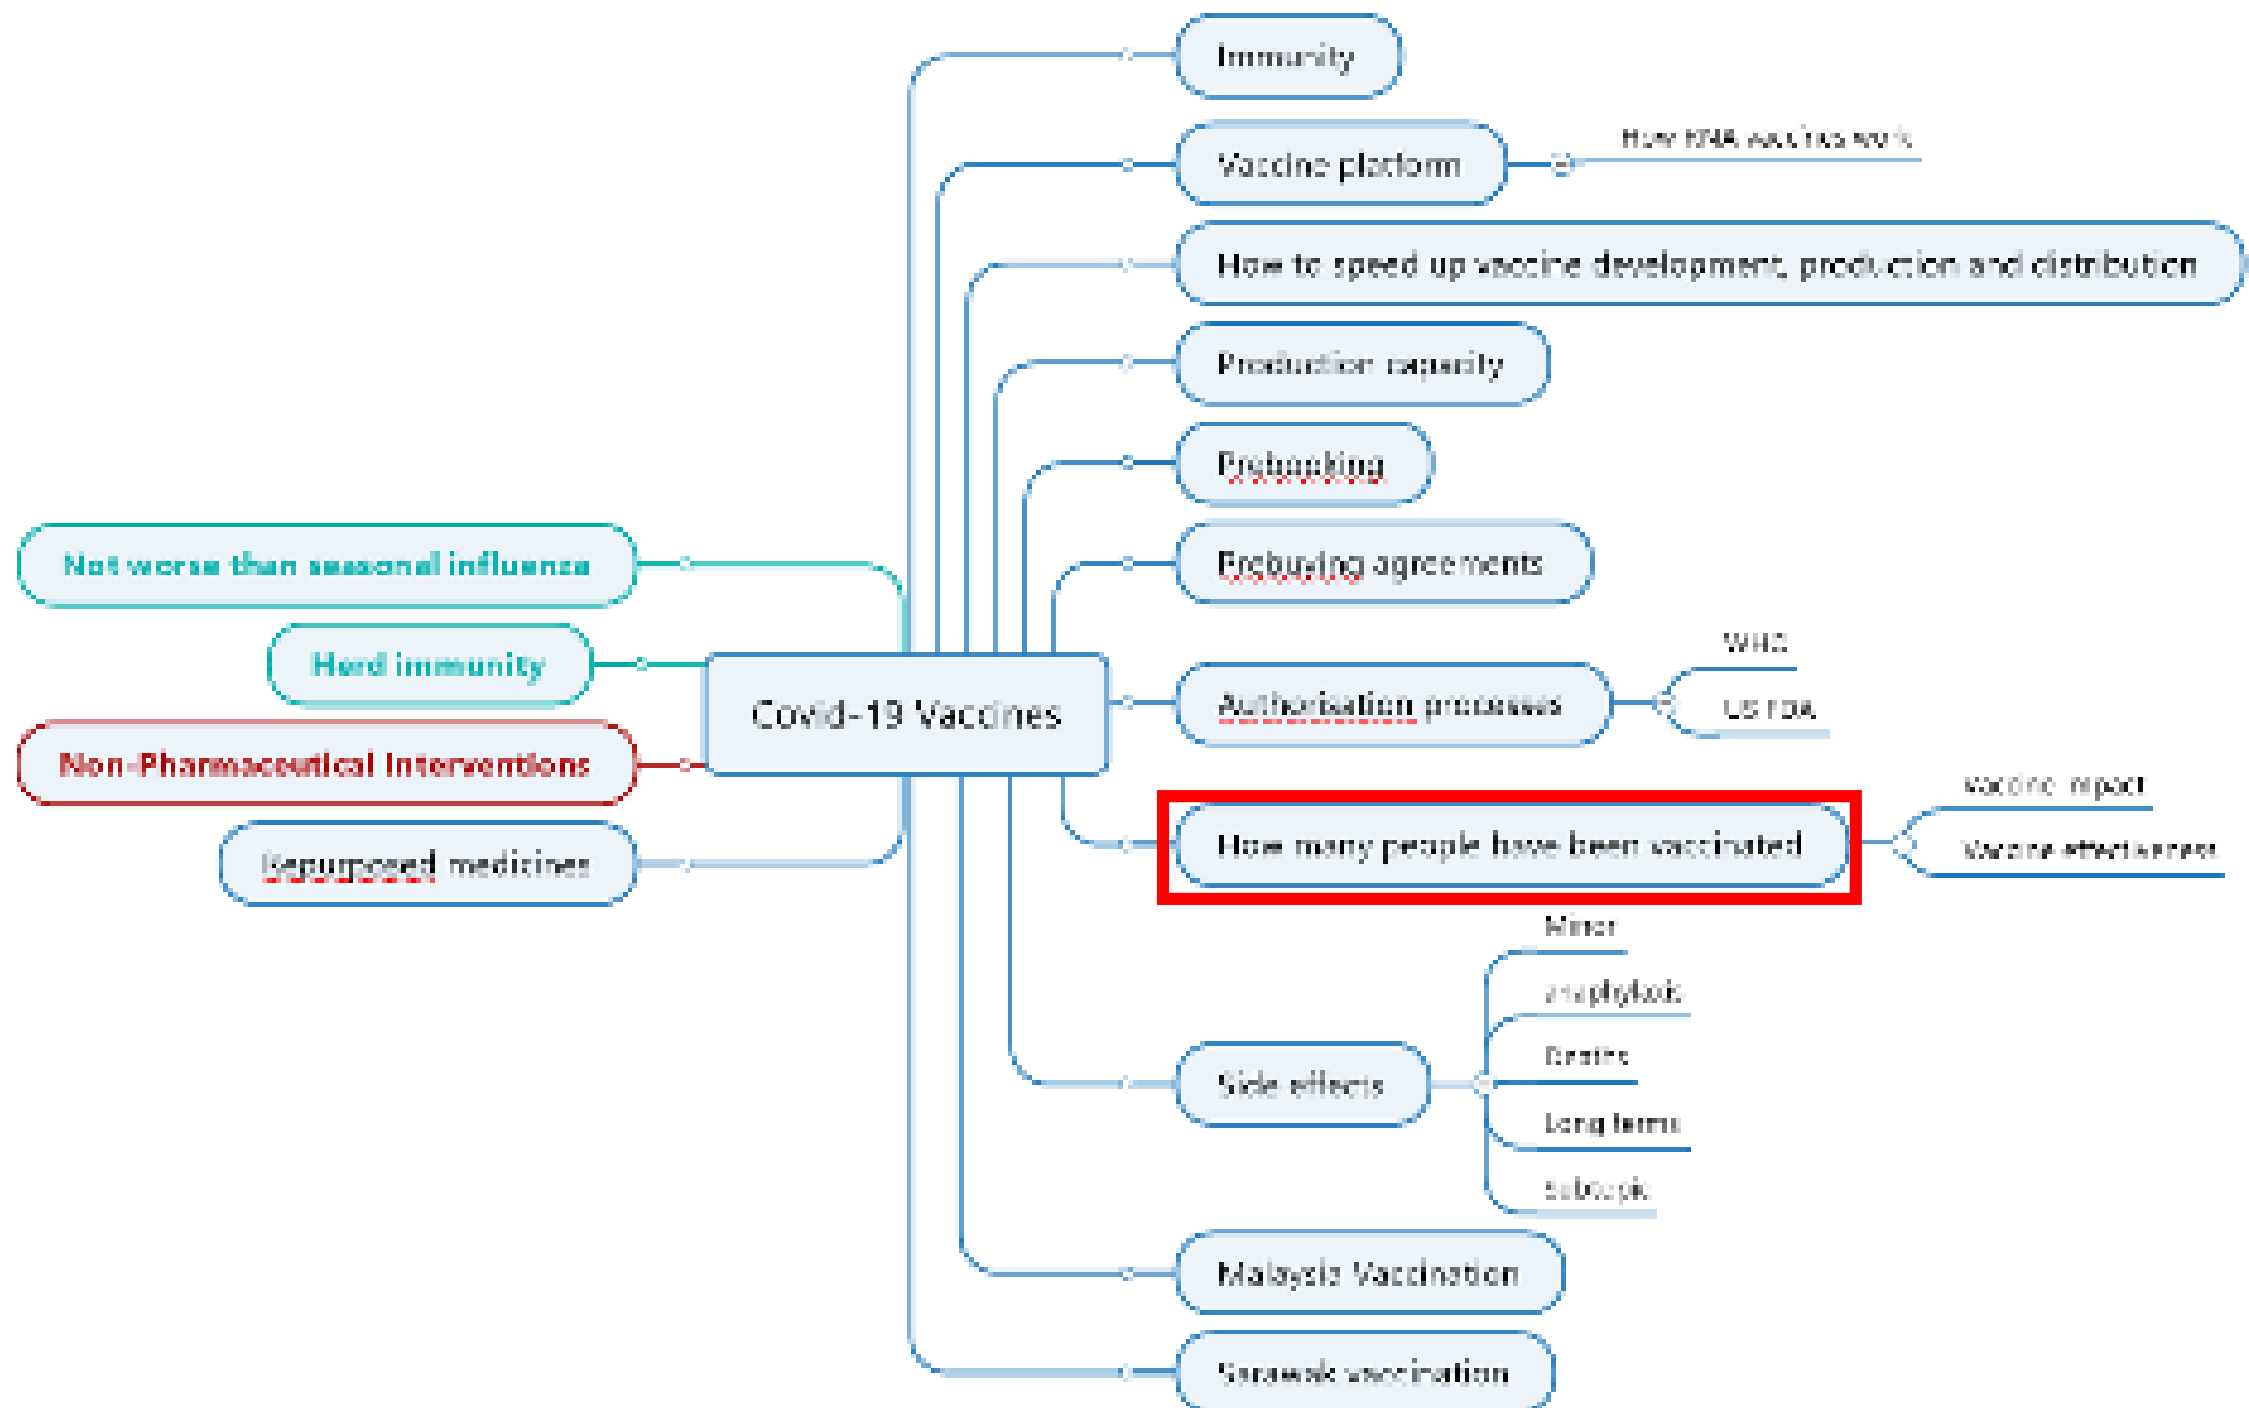 Immunity
Vaccine platform
How RNA vaccines work
How to speed up vaccine development, production and distribution
Production capacity
Prebooking
Prebuying agreements
Not worse than seasonal influenza
Herd immunity
Non-Pharmaceutical Interventions
Repurposed medicines
Covid-19 Vaccines
Authorisation processes
WHO
US FDA
How many people have been vaccinated
Vaccine impact
Vaccine effectiveness
Side effects
Minor
anaphylaxis
Deaths
Long terms
Subtopic
Malaysia Vaccination
Sarawak vaccination